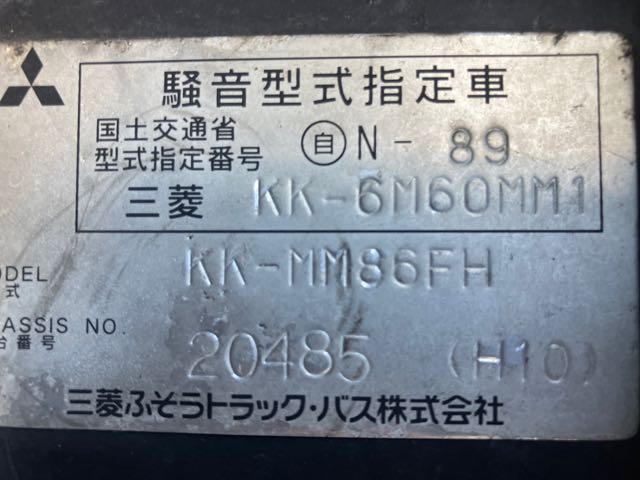 騒音型式指定車
国土交通省
型式指定番号 自 N- 89
三菱 KK-6M60MM1
ODEL KK-MM86FH
式
ASSIS NO. 20485 (H10)
台番号
三菱ふそうトラック・バス株式会社